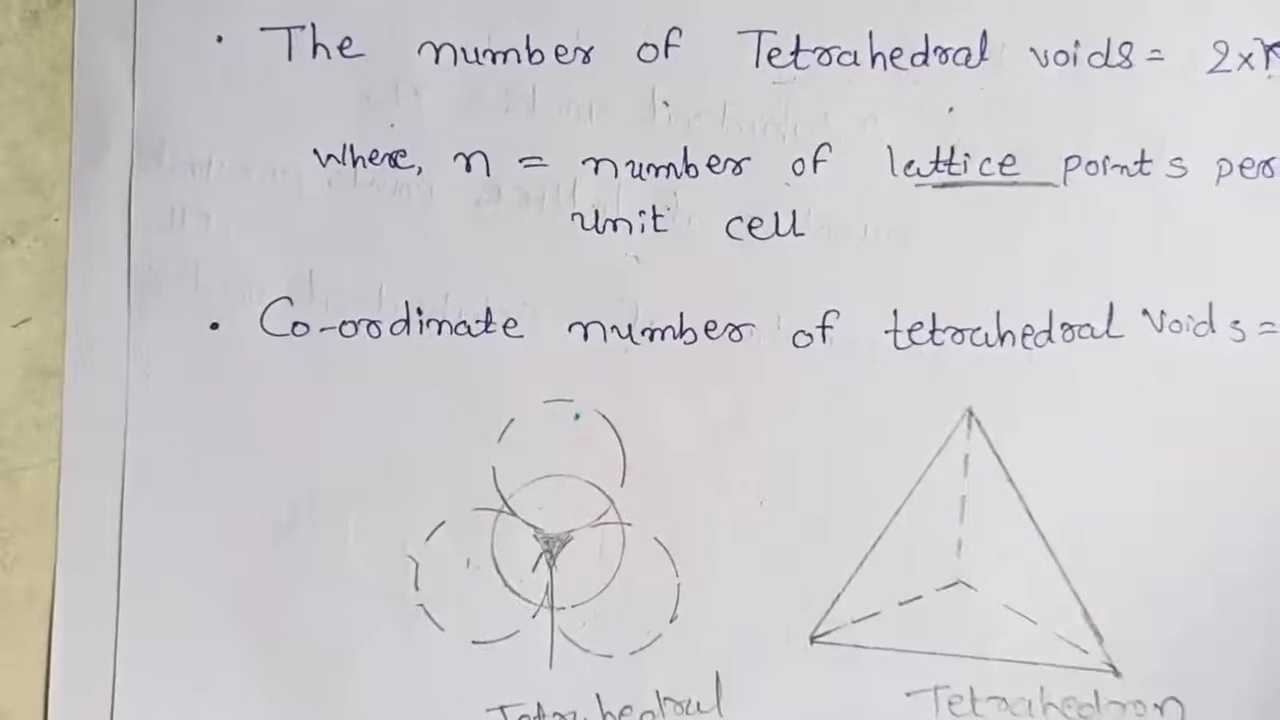 • The number of Tetrahedral voids = 2×
Where, n = number of lattice points per
unit cell
• Co-ordinate number of tetrahedral Voids =
Tetrahedral
Tetrahedron